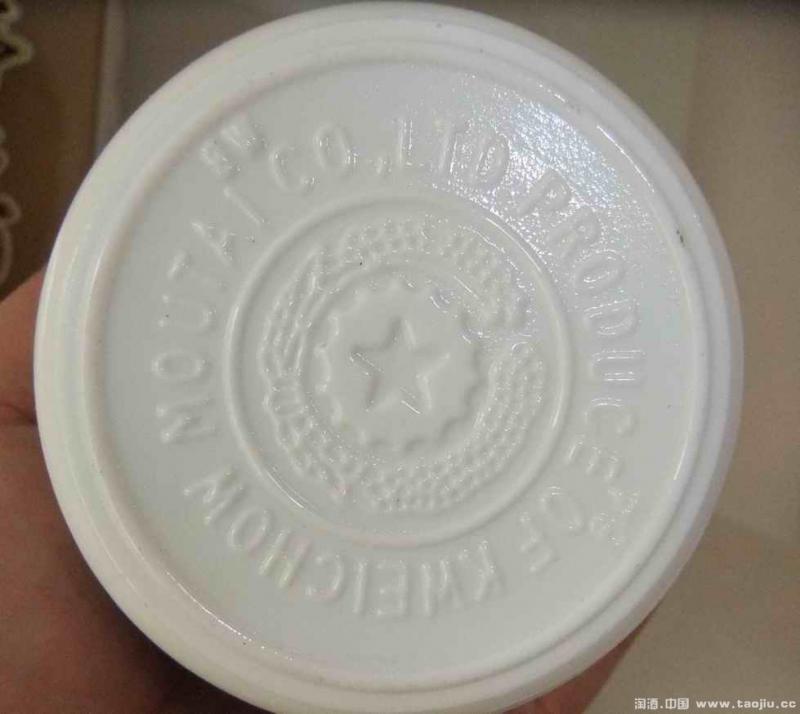 PRODUCE OF KWEICHOW MOUTAI CO.,LTD
淘酒.中国 www.taojiu.cc